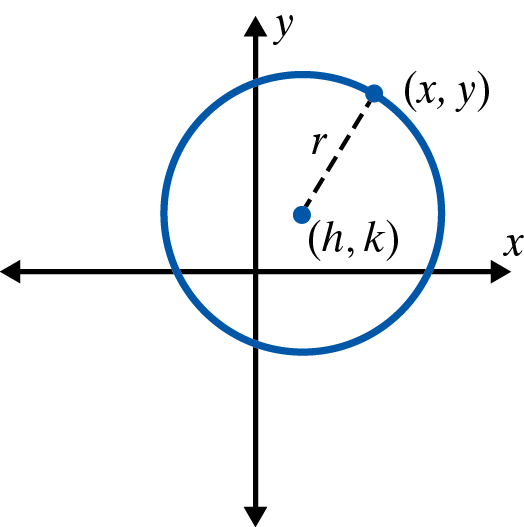 y
(x, y)
r
(h, k)
x